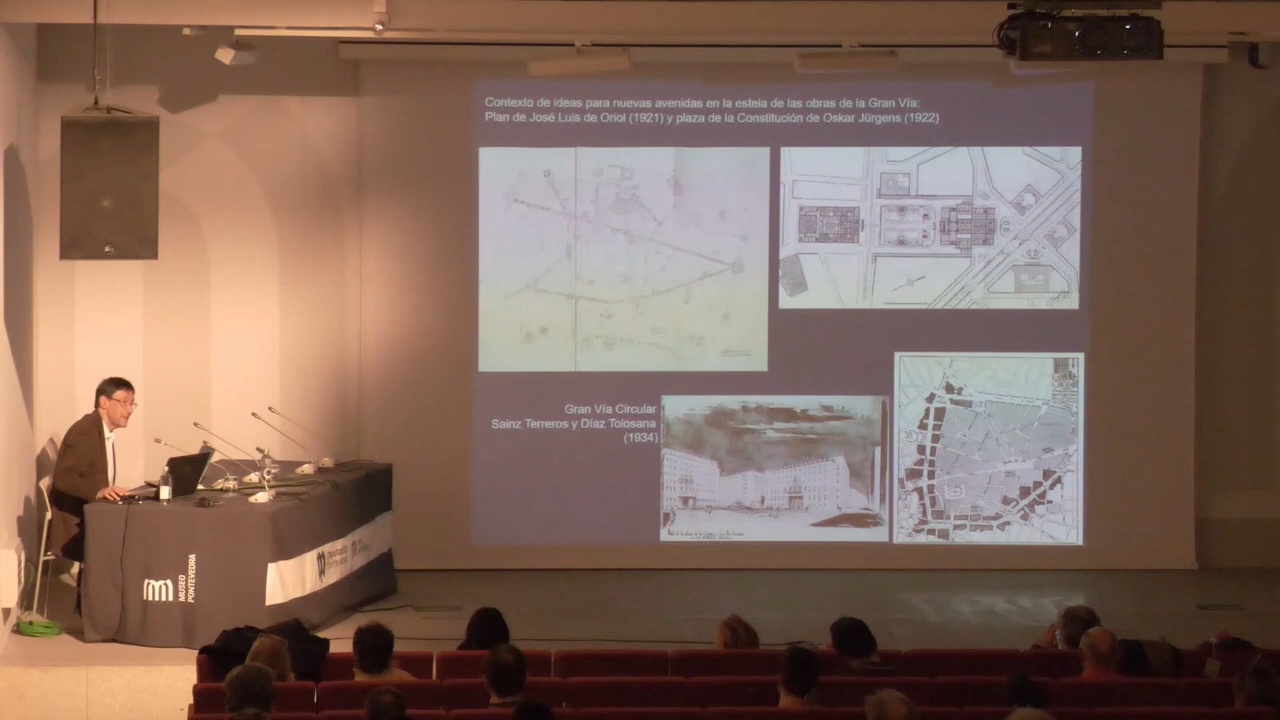 Contexto de ideas para nuevas avenidas en la estela de las obras de la Gran Vía:
Plan de José Luis de Oriol (1921) y plaza de la Constitución de Oskar Jürgens (1922)
Gran Vía Circular
Sainz Terreros y Díaz Tolosana
(1934)
MUSEO
PONTEVEDRA
Deputación
Pontevedra